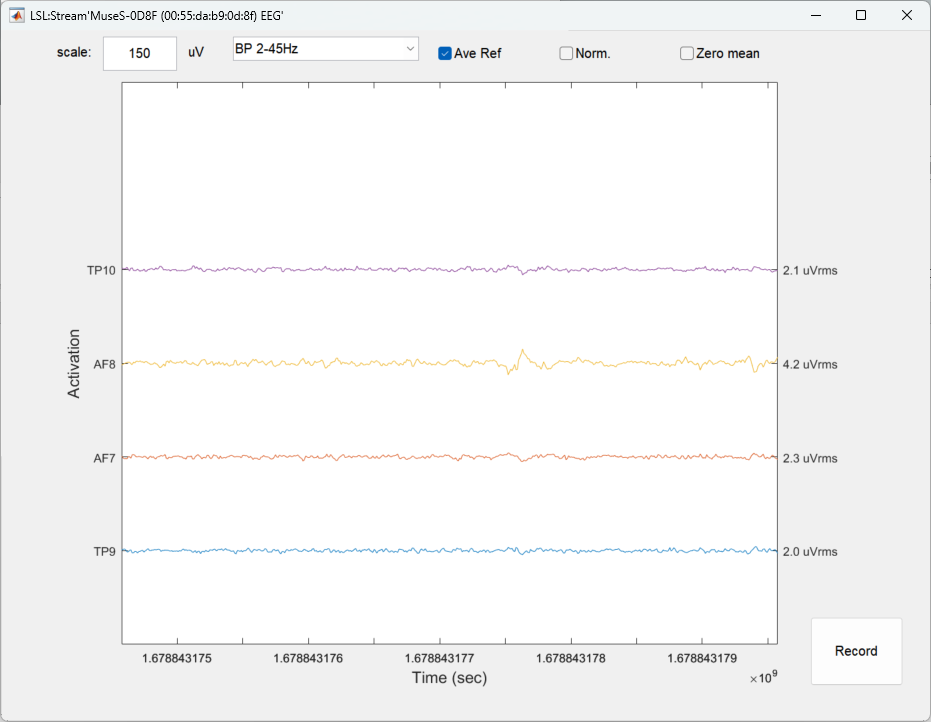 LSL:Stream'MuseS-0D8F (00:55:da:b9:0d:8f) EEG'
scale: 150 uV BP 2-45Hz Ave Ref Norm. Zero mean
TP10 2.1 uVrms
AF8 4.2 uVrms
Activation
AF7 2.3 uVrms
TP9 2.0 uVrms
1.678843175 1.678843176 1.678843177 1.678843178 1.678843179
Time (sec) ×10⁹
Record